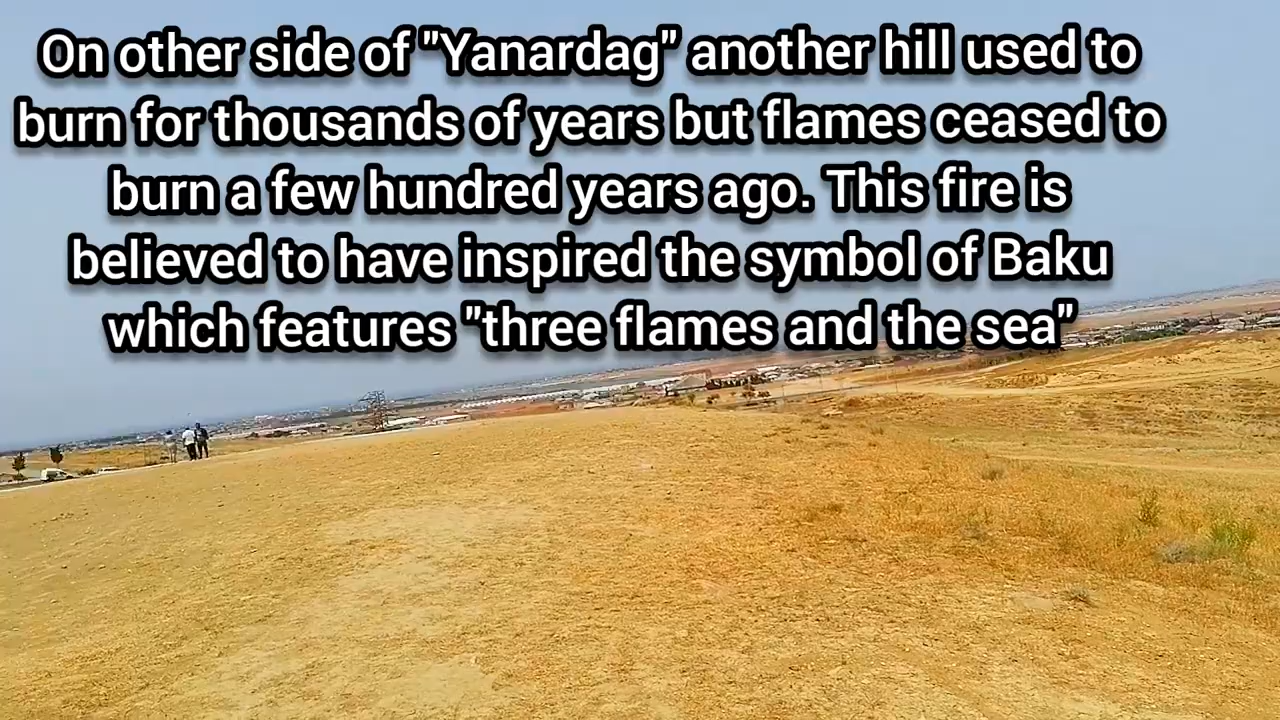 On other side of "Yanardag" another hill used to
burn for thousands of years but flames ceased to
burn a few hundred years ago. This fire is
believed to have inspired the symbol of Baku
which features "three flames and the sea"